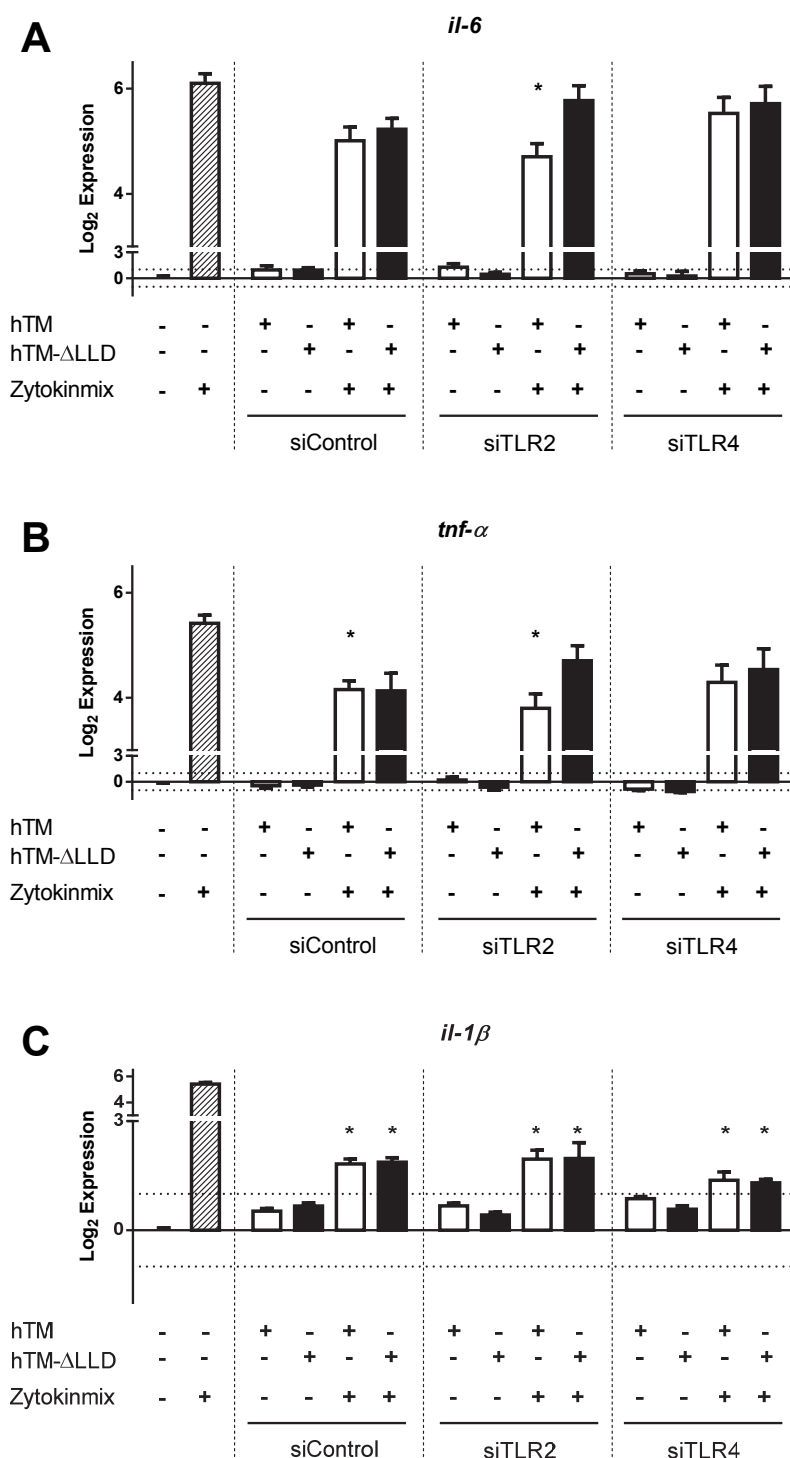 A
il-6
Log2 Expression
6
4
3
0
*
hTM - - + - + - + - + - + - + -
hTM-ΔLLD - - - + - + - + - + - + - +
Zytokinmix - + - - + + - - + + - - + +
siControl siTLR2 siTLR4
B
tnf-α
Log2 Expression
6
4
3
0
* *
hTM - - + - + - + - + - + - + -
hTM-ΔLLD - - - + - + - + - + - + - +
Zytokinmix - + - - + + - - + + - - + +
siControl siTLR2 siTLR4
C
il-1β
Log2 Expression
6
4
3
0
* * * * * *
hTM - - + - + - + - + - + - + -
hTM-ΔLLD - - - + - + - + - + - + - +
Zytokinmix - + - - + + - - + + - - + +
siControl siTLR2 siTLR4